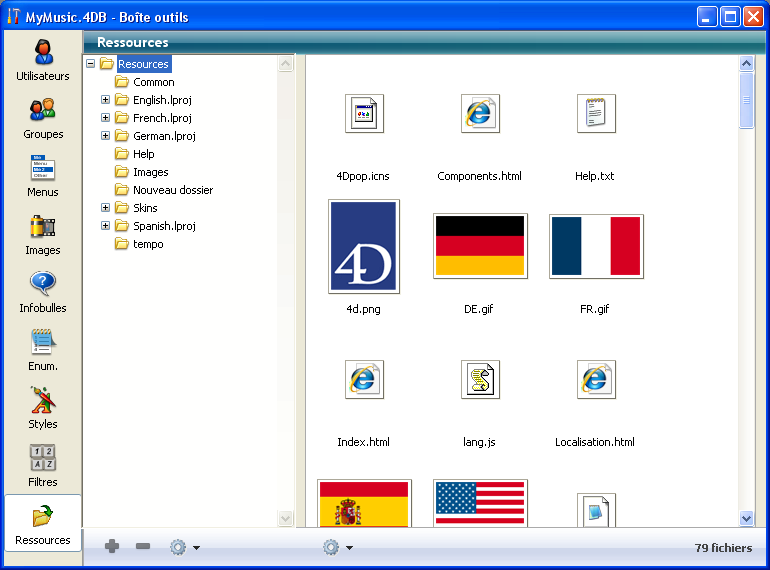 MyMusic.4DB - Boîte outils
Ressources
Utilisateurs
Groupes
Menus
Images
Infobulles
Enum.
Styles
Filtres
Ressources
Resources
Common
English.lproj
French.lproj
German.lproj
Help
Images
Nouveau dossier
Skins
Spanish.lproj
tempo
4Dpop.icns
Components.html
Help.txt
4D
4d.png
DE.gif
FR.gif
Index.html
lang.js
Localisation.html
79 fichiers